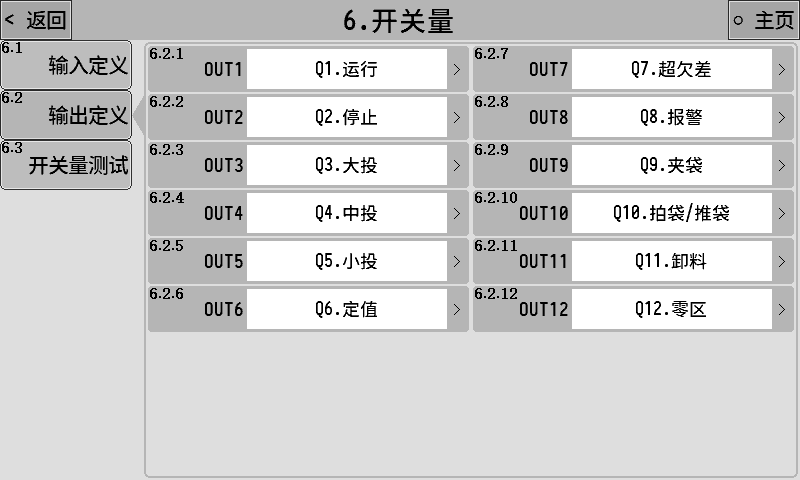 < 返回
6.开关量
○ 主页
6.1
输入定义
6.2
输出定义
6.3
开关量测试
6.2.1
OUT1
Q1.运行
>
6.2.2
OUT2
Q2.停止
>
6.2.3
OUT3
Q3.大投
>
6.2.4
OUT4
Q4.中投
>
6.2.5
OUT5
Q5.小投
>
6.2.6
OUT6
Q6.定值
>
6.2.7
OUT7
Q7.超欠差
>
6.2.8
OUT8
Q8.报警
>
6.2.9
OUT9
Q9.夹袋
>
6.2.10
OUT10
Q10.拍袋/推袋
>
6.2.11
OUT11
Q11.卸料
>
6.2.12
OUT12
Q12.零区
>